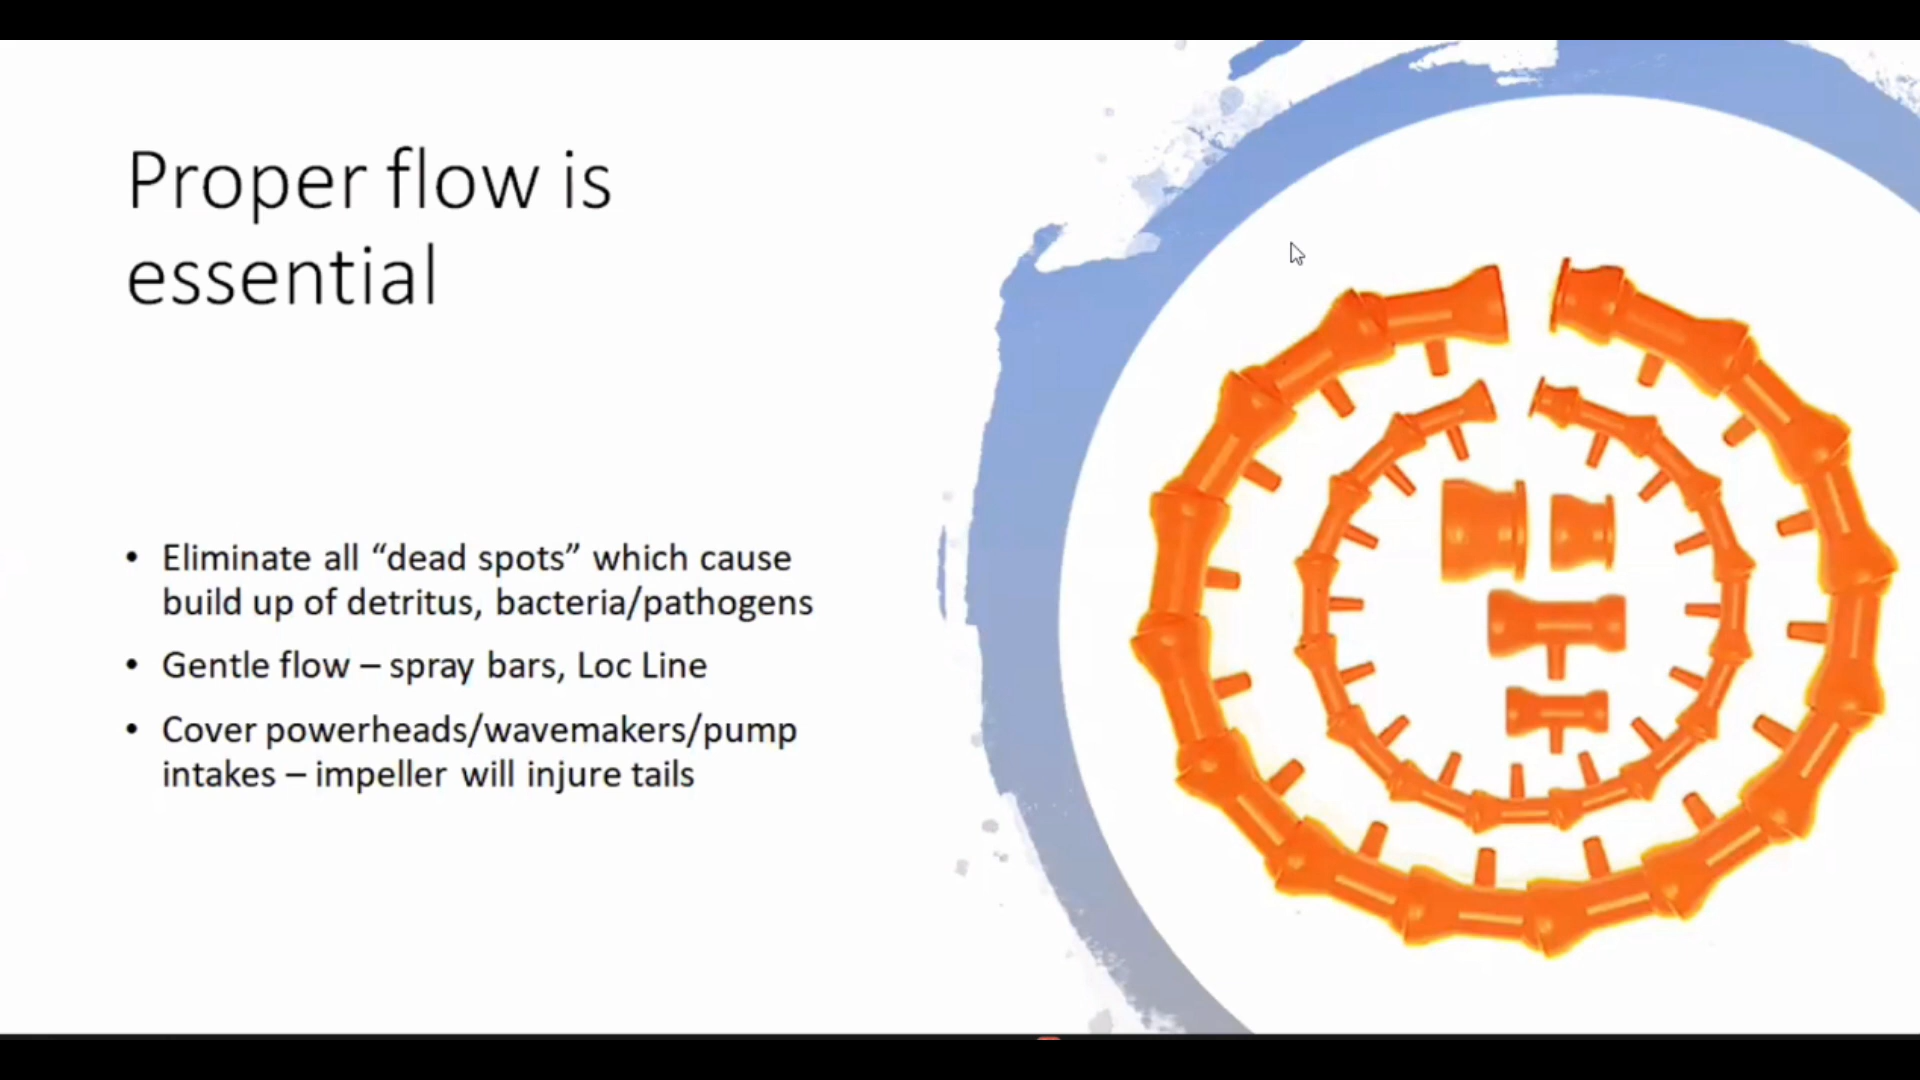 Proper flow is
essential
• Eliminate all “dead spots” which cause
build up of detritus, bacteria/pathogens
• Gentle flow – spray bars, Loc Line
• Cover powerheads/wavemakers/pump
intakes – impeller will injure tails